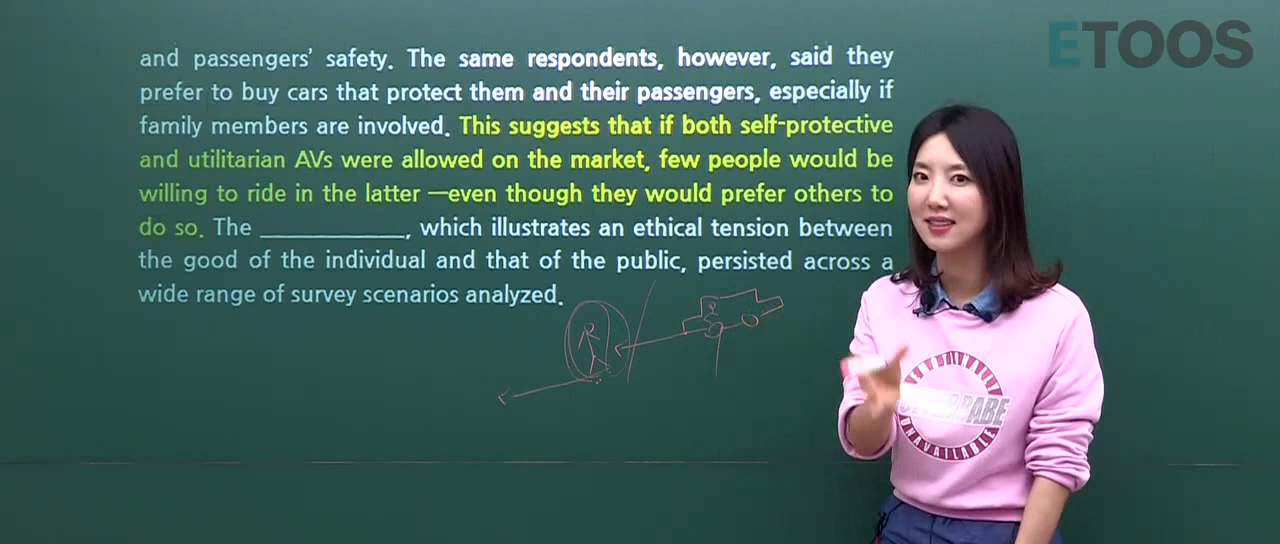 ETOOS
and passengers’ safety. The same respondents, however, said they
prefer to buy cars that protect them and their passengers, especially if
family members are involved. This suggests that if both self-protective
and utilitarian AVs were allowed on the market, few people would be
willing to ride in the latter —even though they would prefer others to
do so. The ____________, which illustrates an ethical tension between
the good of the individual and that of the public, persisted across a
wide range of survey scenarios analyzed.
BABE
UNAVAILABLE